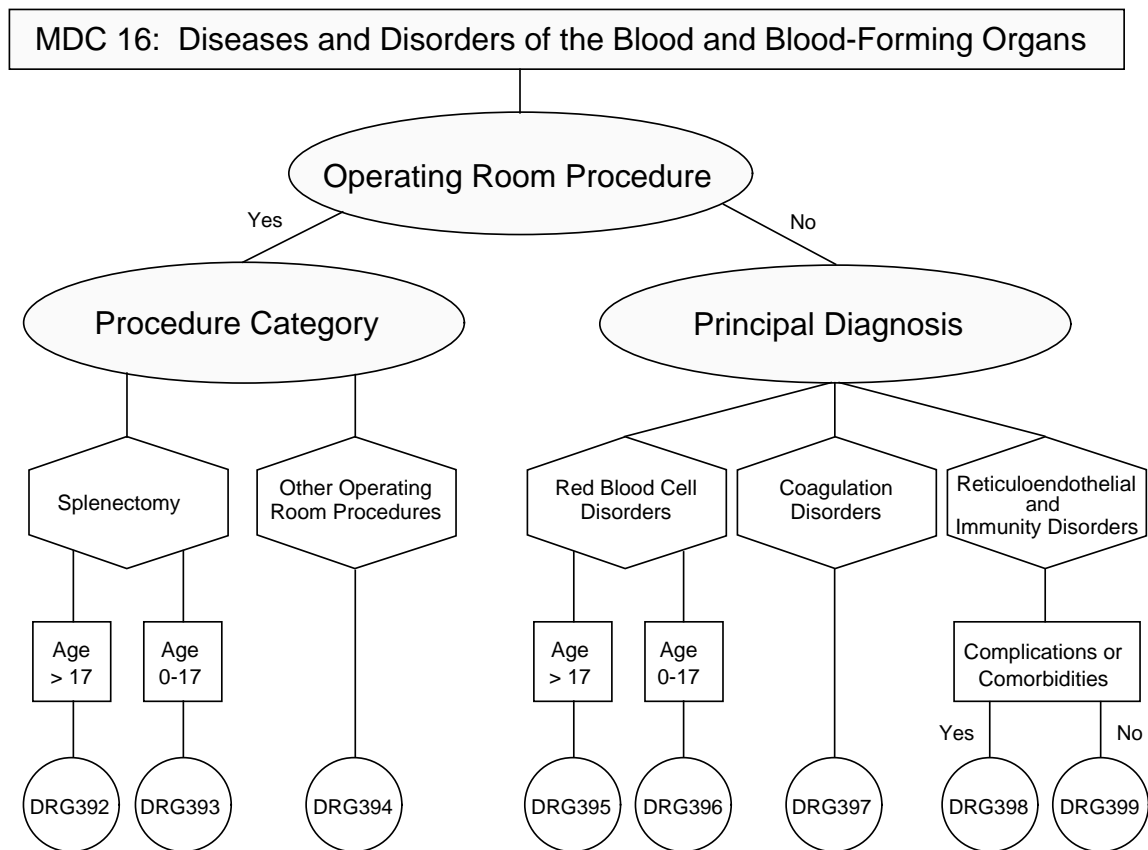 MDC 16: Diseases and Disorders of the Blood and Blood-Forming Organs
Operating Room Procedure
Yes
No
Procedure Category
Principal Diagnosis
Splenectomy
Other Operating
Room Procedures
Red Blood Cell
Disorders
Coagulation
Disorders
Reticuloendothelial
and
Immunity Disorders
Age
> 17
Age
0-17
Age
> 17
Age
0-17
Complications or
Comorbidities
Yes
No
DRG392
DRG393
DRG394
DRG395
DRG396
DRG397
DRG398
DRG399